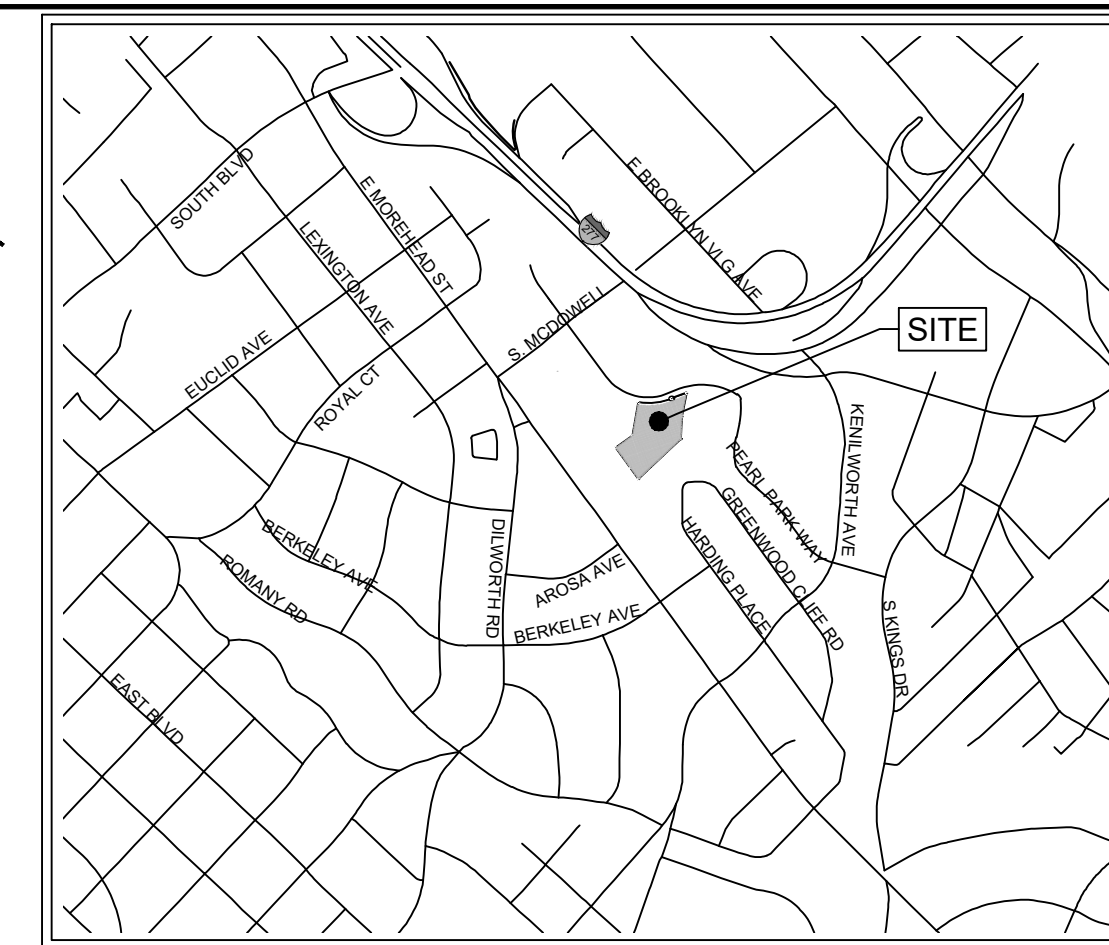 SOUTH BLVD
E MOREHEAD ST
E BROOKLYN VLG AVE
277
LEXINGTON AVE
S. MCDOWELL
SITE
EUCLID AVE
ROYAL CT
KENILWORTH AVE
PEARL PARK WAY
GREENWOOD CLIFF RD
HARDING PLACE
BERKELEY AVE
DILWORTH RD
AROSA AVE
ROMANY RD
BERKELEY AVE
S KINGS DR
EAST BLVD